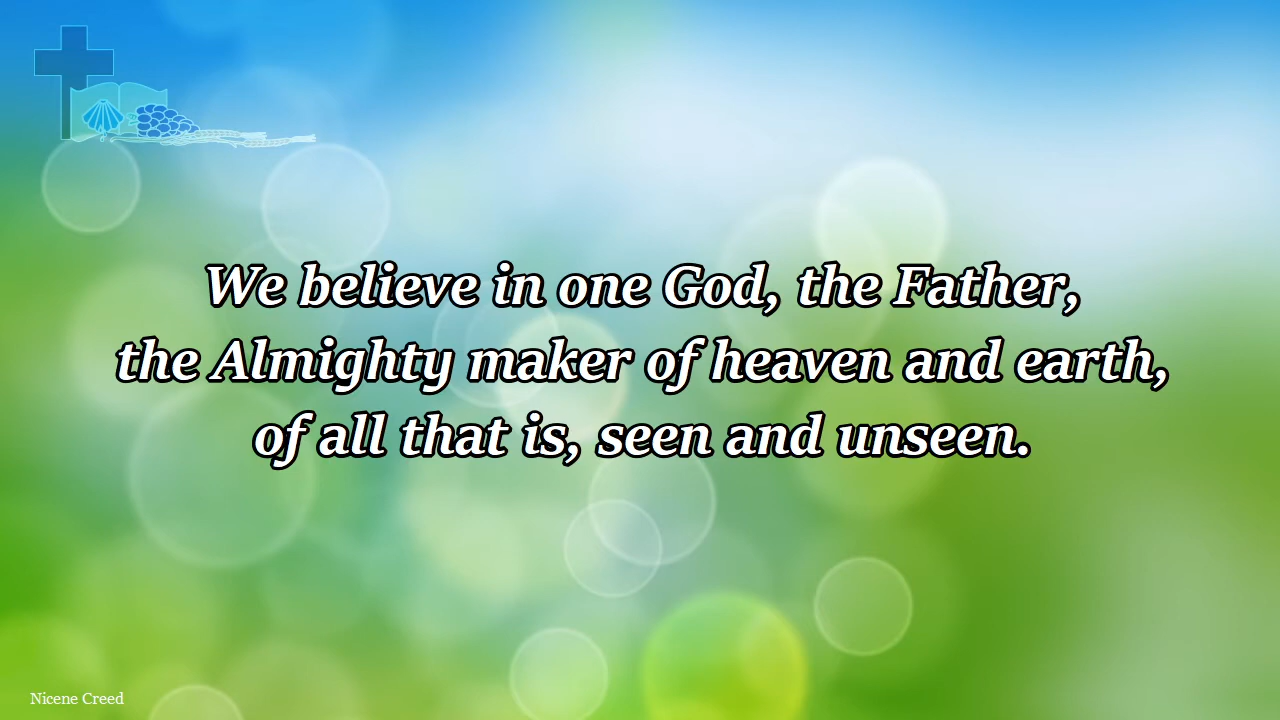 We believe in one God, the Father,
the Almighty maker of heaven and earth,
of all that is, seen and unseen.
Nicene Creed